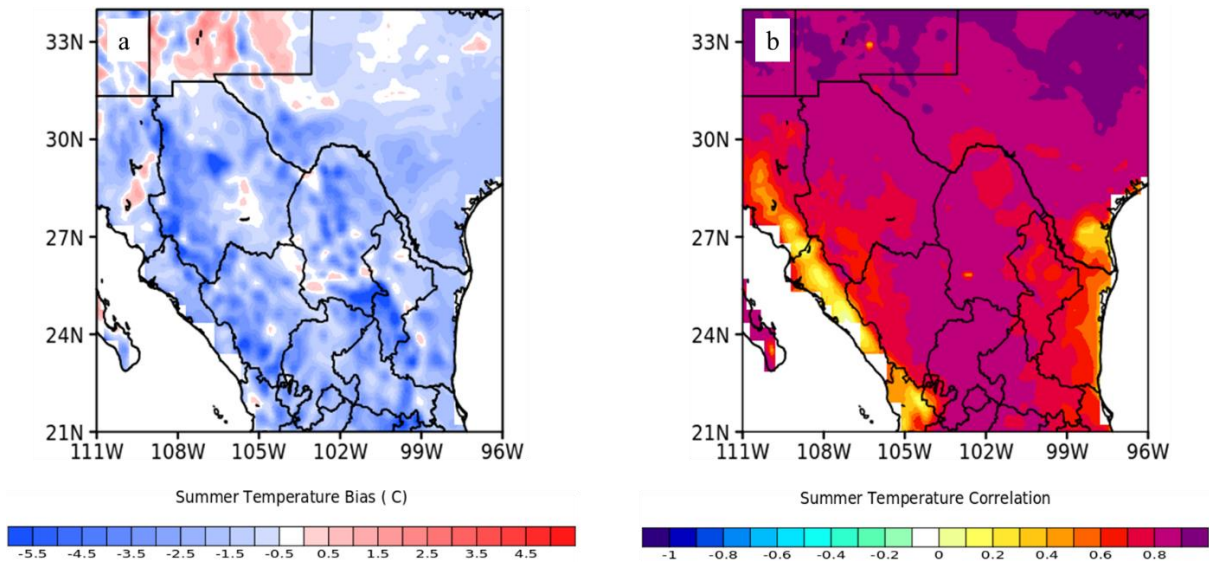 a
33N
30N
27N
24N
21N
111W 108W 105W 102W 99W 96W
Summer Temperature Bias ( C)
-5.5 -4.5 -3.5 -2.5 -1.5 -0.5 0.5 1.5 2.5 3.5 4.5
b
33N
30N
27N
24N
21N
111W 108W 105W 102W 99W 96W
Summer Temperature Correlation
-1 -0.8 -0.6 -0.4 -0.2 0 0.2 0.4 0.6 0.8